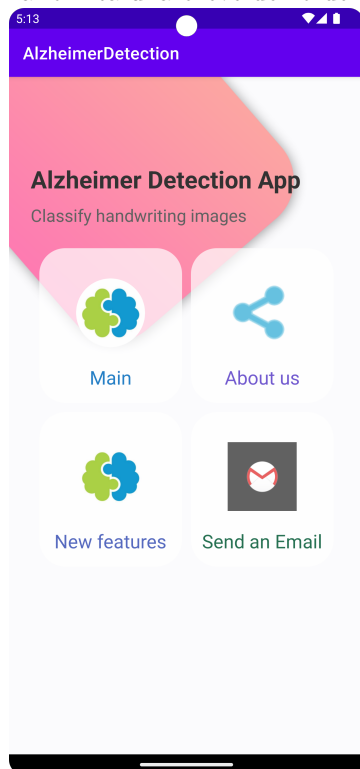 5:13
AlzheimerDetection
Alzheimer Detection App
Classify handwriting images
Main
About us
New features
Send an Email